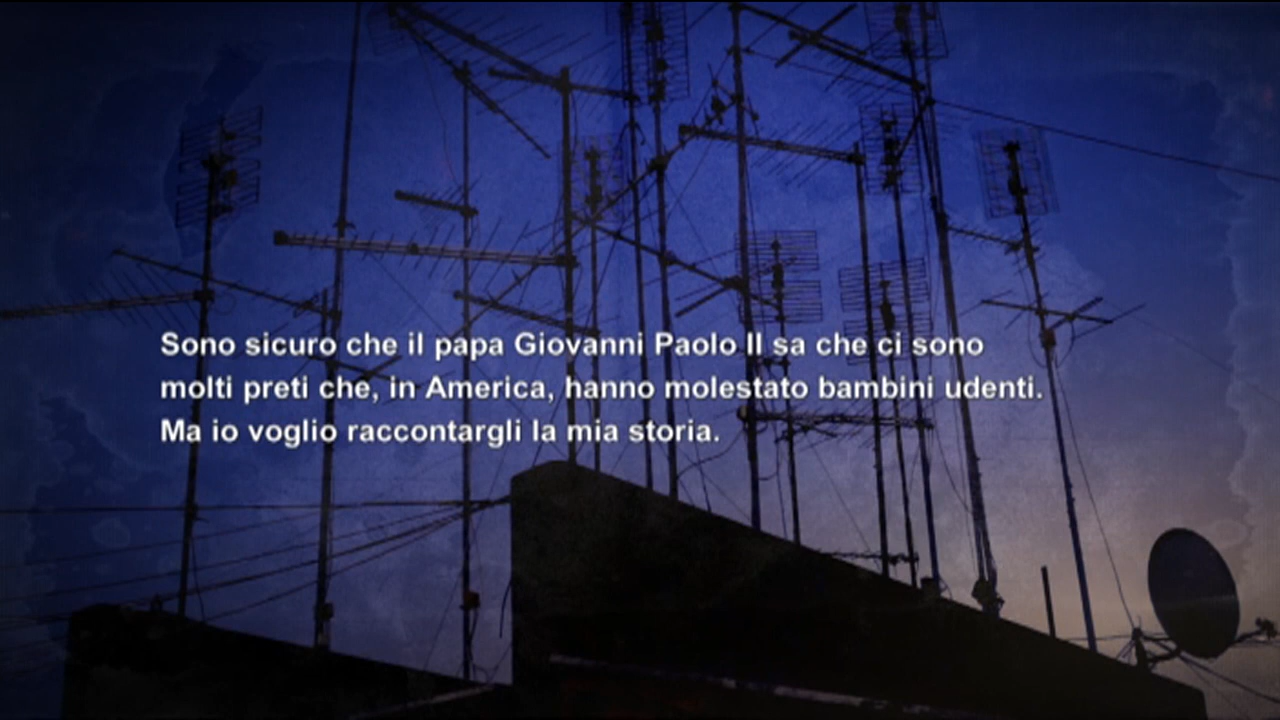 Sono sicuro che il papa Giovanni Paolo II sa che ci sono
molti preti che, in America, hanno molestato bambini udenti.
Ma io voglio raccontargli la mia storia.